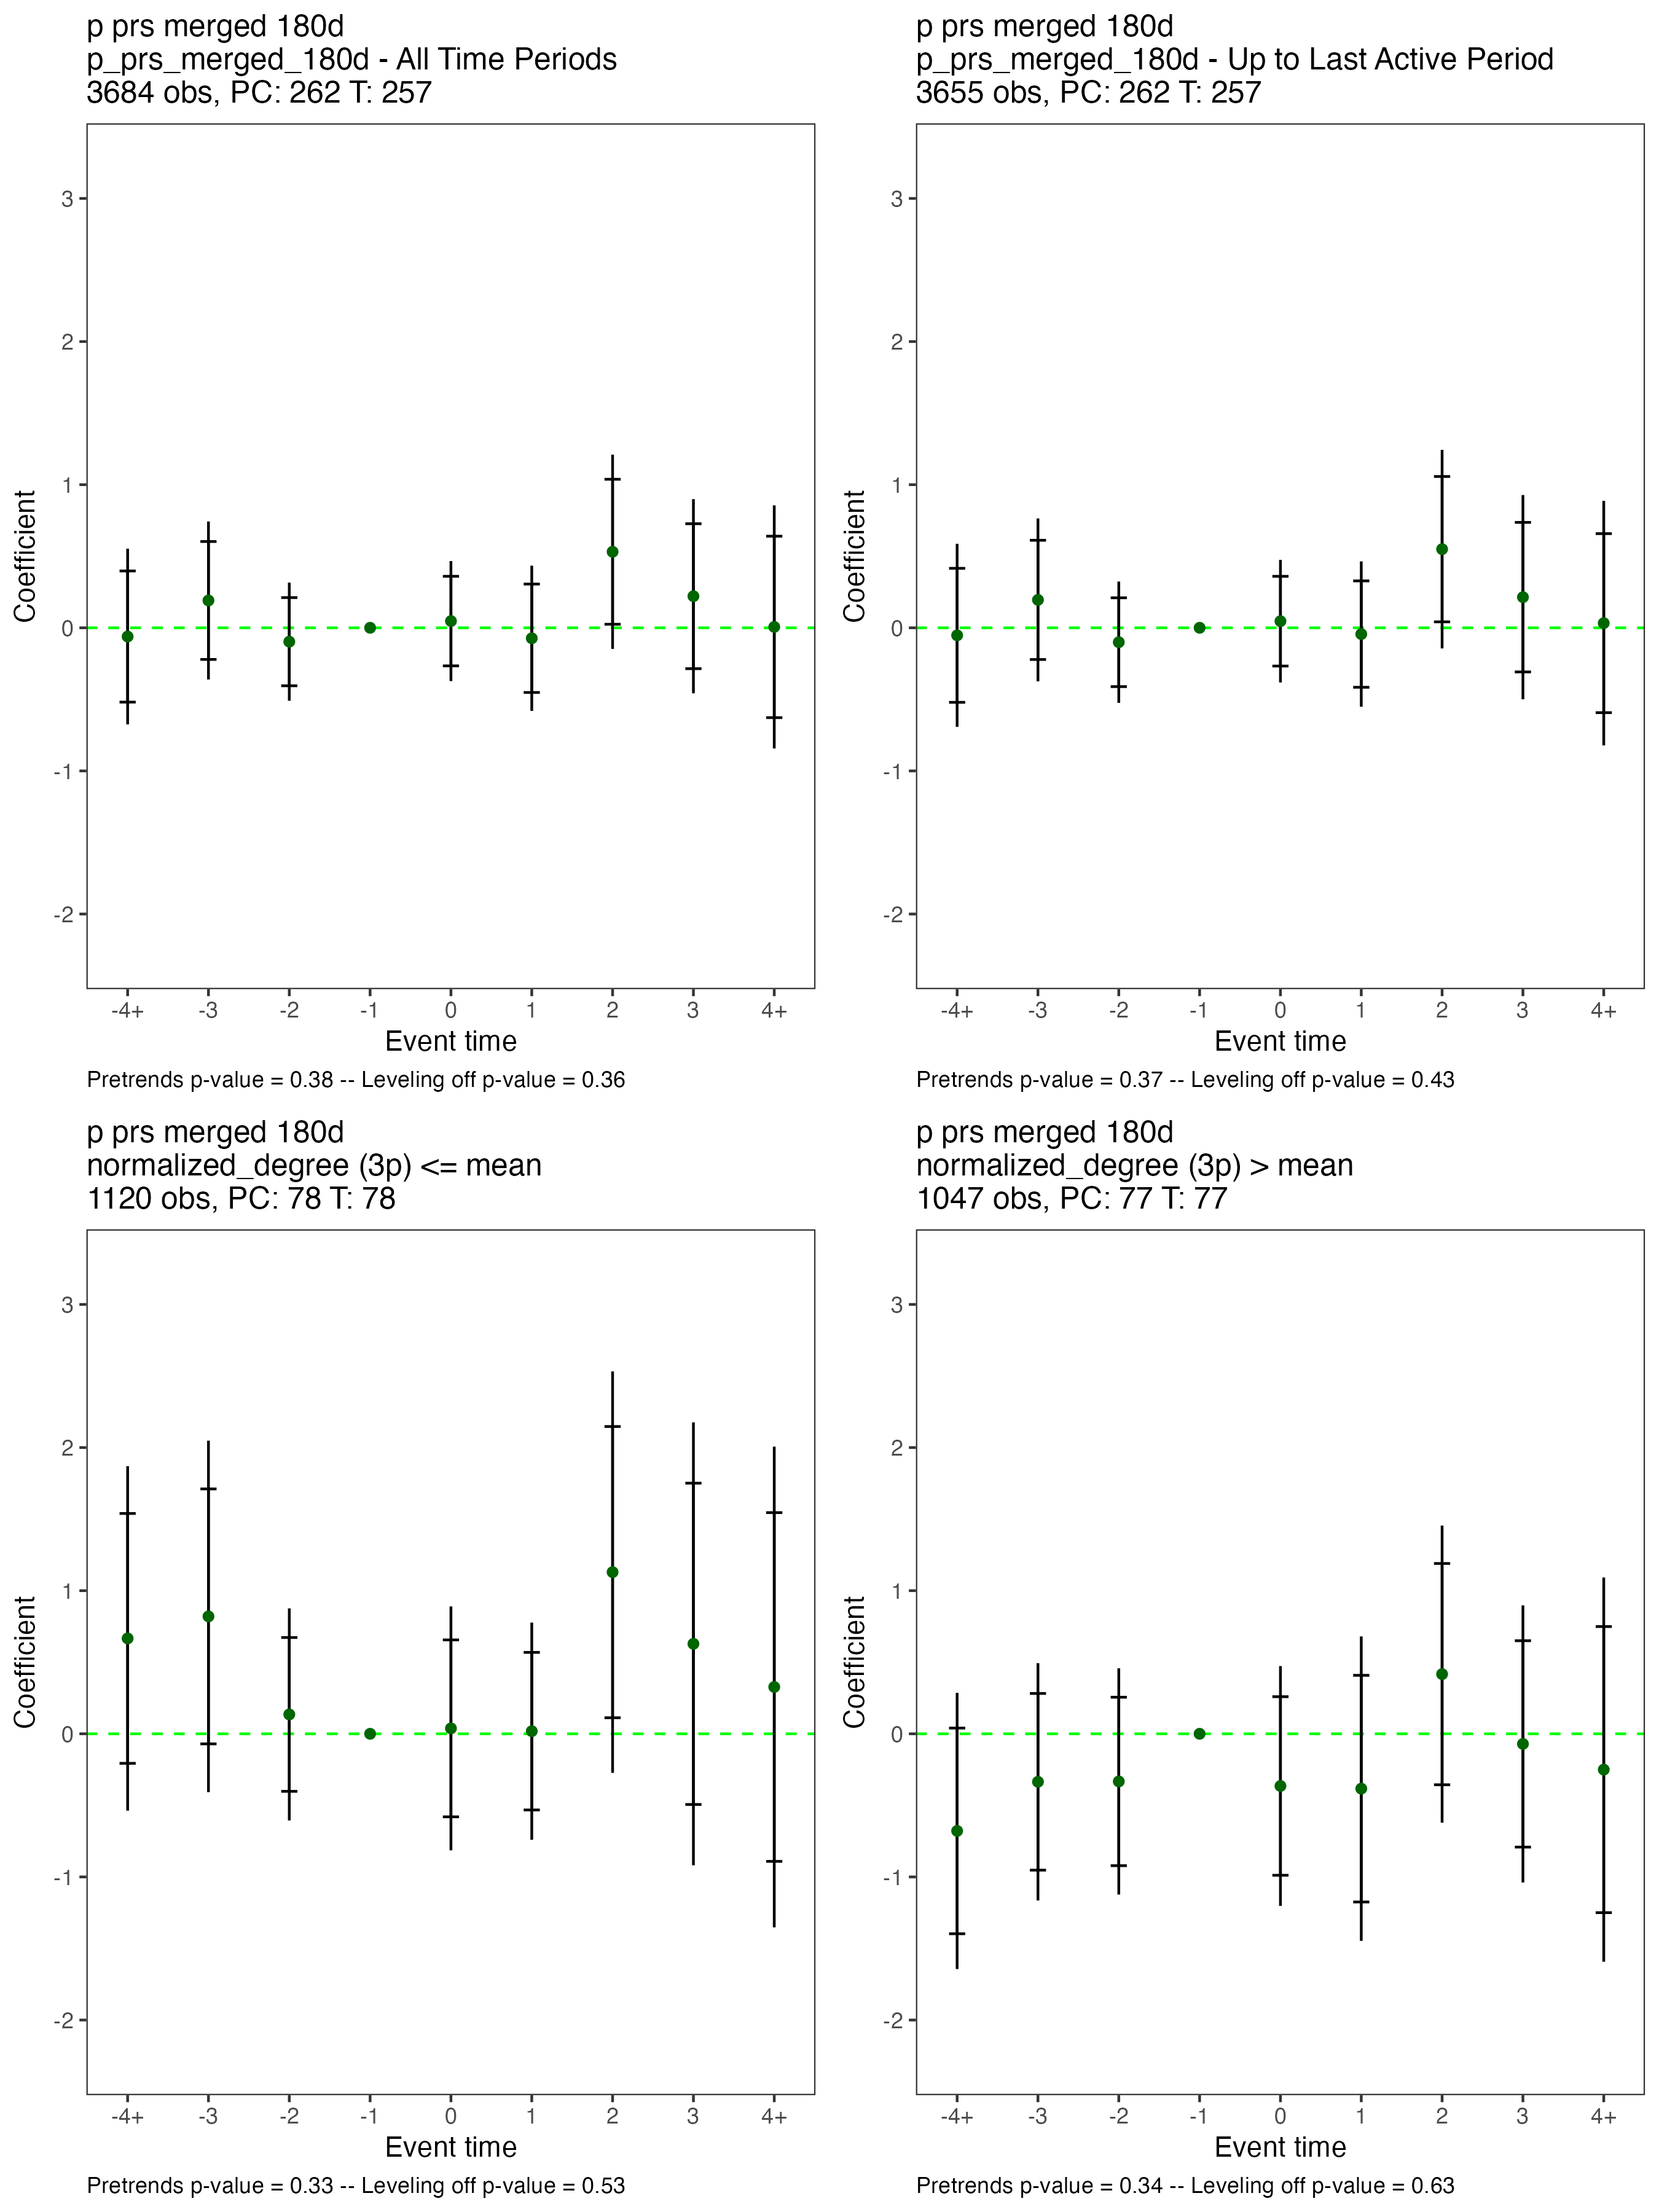 p prs merged 180d
p_prs_merged_180d - All Time Periods
3684 obs, PC: 262 T: 257
Coefficient
3
2
1
0
-1
-2
-4+ -3 -2 -1 0 1 2 3 4+
Event time
Pretrends p-value = 0.38 -- Leveling off p-value = 0.36
p prs merged 180d
p_prs_merged_180d - Up to Last Active Period
3655 obs, PC: 262 T: 257
Coefficient
3
2
1
0
-1
-2
-4+ -3 -2 -1 0 1 2 3 4+
Event time
Pretrends p-value = 0.37 -- Leveling off p-value = 0.43
p prs merged 180d
normalized_degree (3p) <= mean
1120 obs, PC: 78 T: 78
Coefficient
3
2
1
0
-1
-2
-4+ -3 -2 -1 0 1 2 3 4+
Event time
Pretrends p-value = 0.33 -- Leveling off p-value = 0.53
p prs merged 180d
normalized_degree (3p) > mean
1047 obs, PC: 77 T: 77
Coefficient
3
2
1
0
-1
-2
-4+ -3 -2 -1 0 1 2 3 4+
Event time
Pretrends p-value = 0.34 -- Leveling off p-value = 0.63